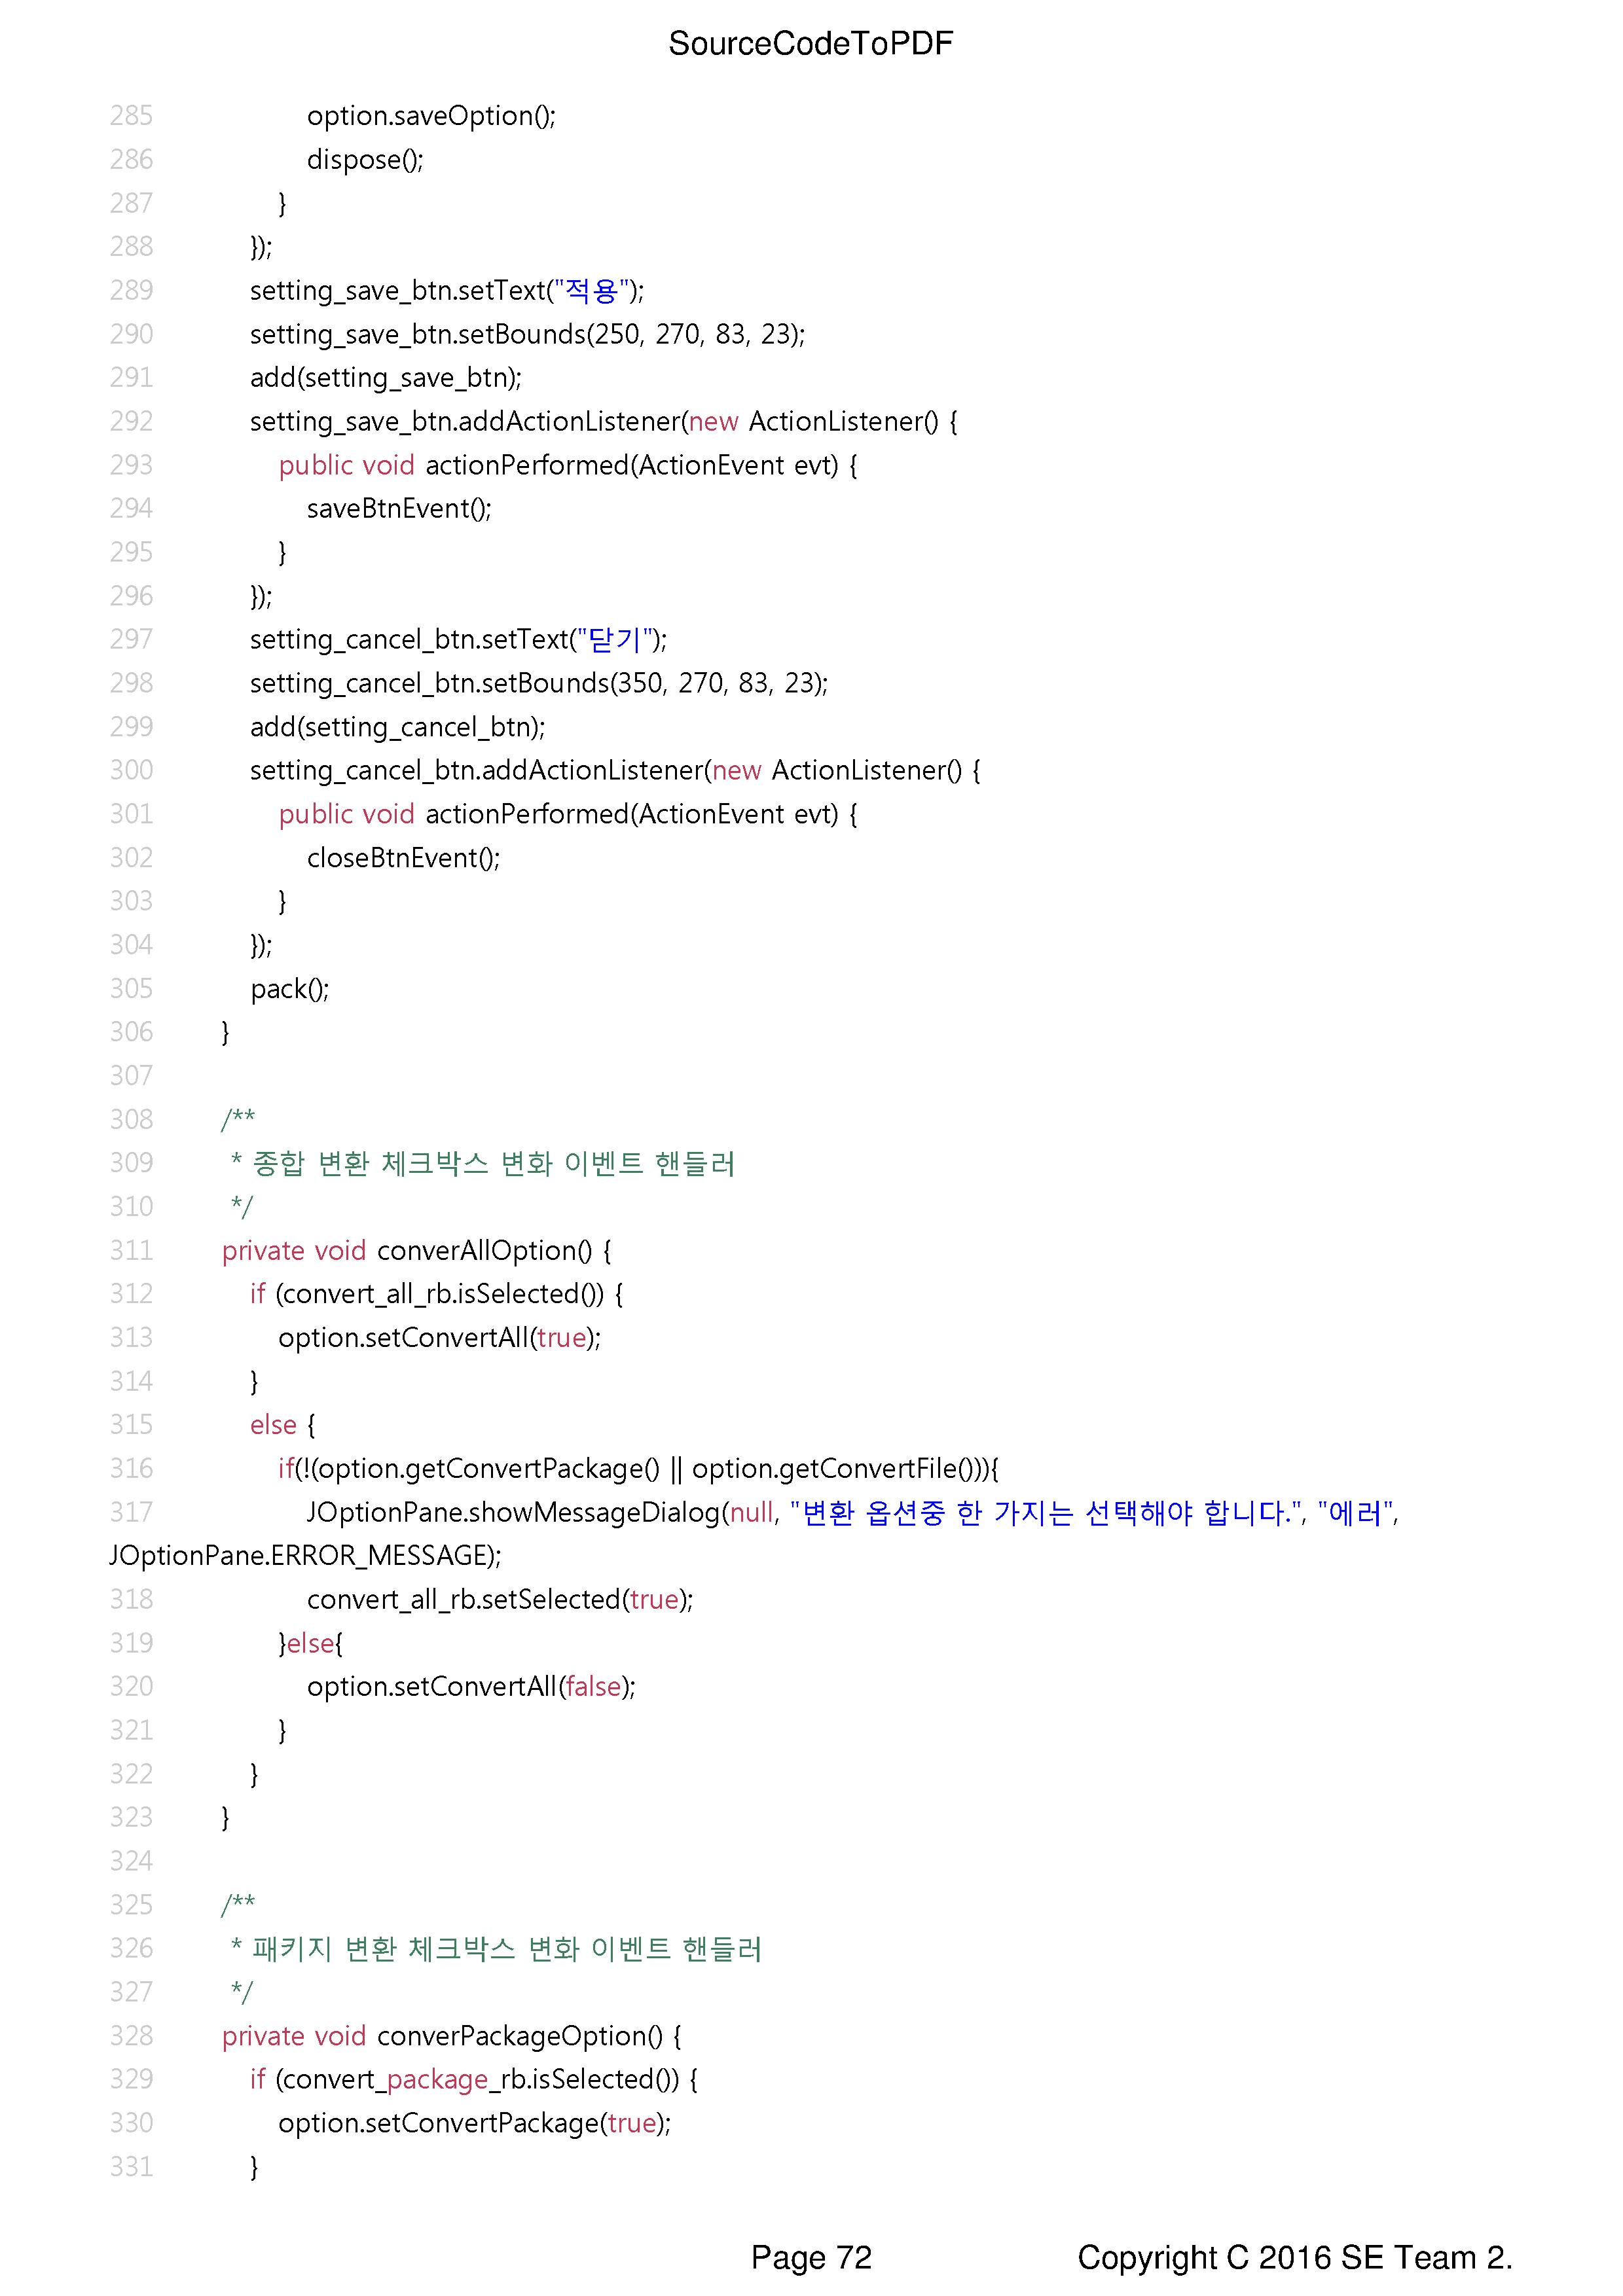 SourceCodeToPDF
285 option.saveOption();
286 dispose();
287 }
288 });
289 setting_save_btn.setText("적용");
290 setting_save_btn.setBounds(250, 270, 83, 23);
291 add(setting_save_btn);
292 setting_save_btn.addActionListener(new ActionListener() {
293 public void actionPerformed(ActionEvent evt) {
294 saveBtnEvent();
295 }
296 });
297 setting_cancel_btn.setText("닫기");
298 setting_cancel_btn.setBounds(350, 270, 83, 23);
299 add(setting_cancel_btn);
300 setting_cancel_btn.addActionListener(new ActionListener() {
301 public void actionPerformed(ActionEvent evt) {
302 closeBtnEvent();
303 }
304 });
305 pack();
306 }
307
308 /**
309 * 종합 변환 체크박스 변화 이벤트 핸들러
310 */
311 private void converAllOption() {
312 if (convert_all_rb.isSelected()) {
313 option.setConvertAll(true);
314 }
315 else {
316 if(!(option.getConvertPackage() || option.getConvertFile())){
317 JOptionPane.showMessageDialog(null, "변환 옵션중 한 가지는 선택해야 합니다.", "에러",
JOptionPane.ERROR_MESSAGE);
318 convert_all_rb.setSelected(true);
319 }else{
320 option.setConvertAll(false);
321 }
322 }
323 }
324
325 /**
326 * 패키지 변환 체크박스 변화 이벤트 핸들러
327 */
328 private void converPackageOption() {
329 if (convert_package_rb.isSelected()) {
330 option.setConvertPackage(true);
331 }
Page 72 Copyright C 2016 SE Team 2.